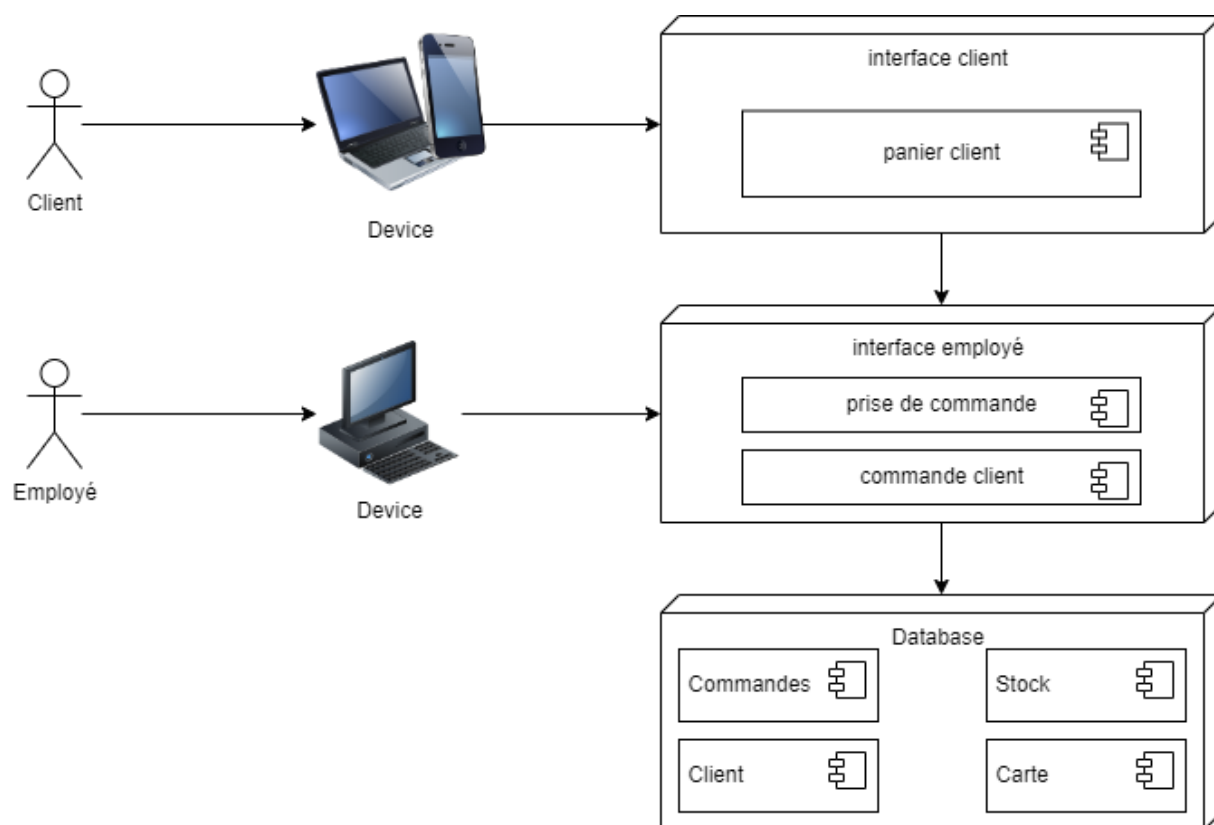 interface client
panier client
Client
Device
interface employé
prise de commande
commande client
Employé
Device
Database
Commandes
Stock
Client
Carte